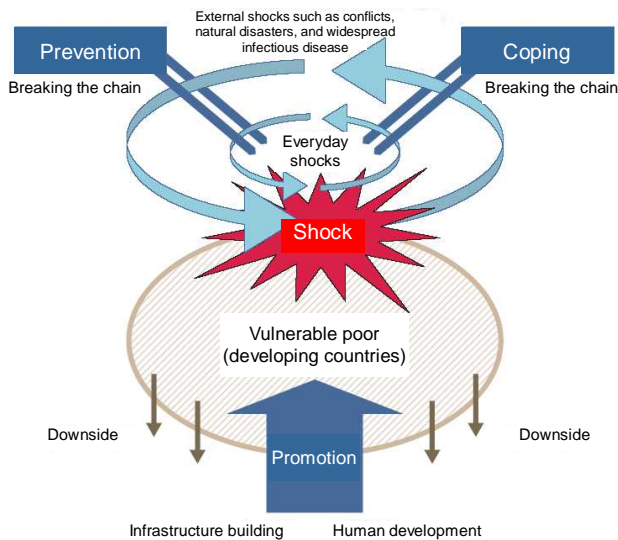 External shocks such as conflicts,
natural disasters, and widespread
infectious disease
Prevention
Coping
Breaking the chain
Breaking the chain
Everyday
shocks
Shock
Vulnerable poor
(developing countries)
Downside
Downside
Promotion
Infrastructure building
Human development